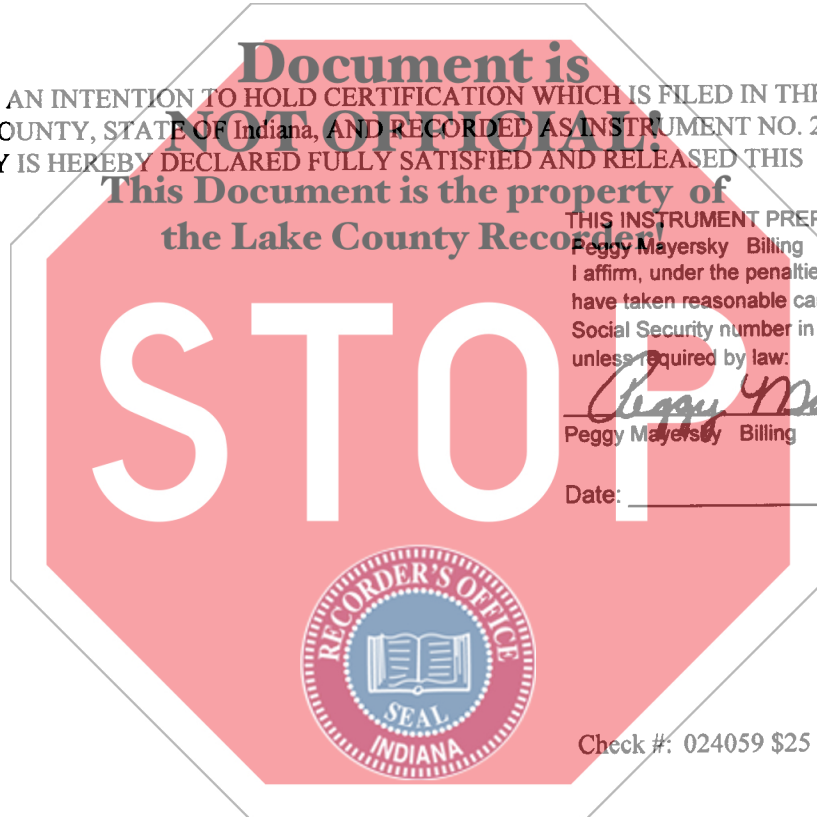 Document is
AN INTENTION TO HOLD CERTIFICATION WHICH IS FILED IN THE
OUNTY, STATE OF Indiana, AND RECORDED AS INSTRUMENT NO. 2
NOT OFFICIAL!
Y IS HEREBY DECLARED FULLY SATISFIED AND RELEASED THIS
This Document is the property of
the Lake County Recorder!
THIS INSTRUMENT PREP
Peggy Mayersky Billing
I affirm, under the penaltie
have taken reasonable ca
Social Security number in
unless required by law:
Peggy Ma
Peggy Mayersky Billing
Date:
STOP
RECORDER'S OFFICE
SEAL
INDIANA
Check #: 024059 $25